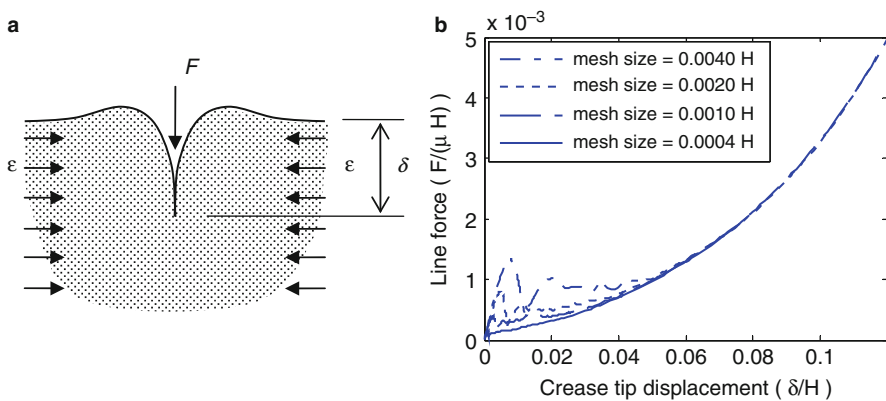 a
F
ε
ε
δ
b
x 10⁻³
5
4
3
2
1
0
mesh size = 0.0040 H
mesh size = 0.0020 H
mesh size = 0.0010 H
mesh size = 0.0004 H
Line force ( F/(μ H))
0
0.02
0.04
0.06
0.08
0.1
Crease tip displacement ( δ/H )